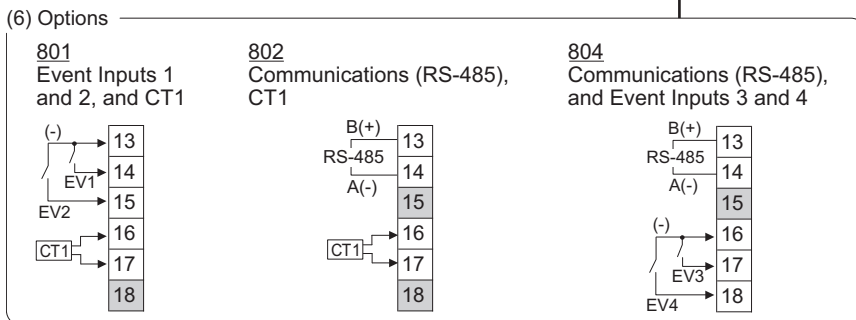 (6) Options
801
Event Inputs 1
and 2, and CT1
(-)
EV1
EV2
CT1
13
14
15
16
17
18
802
Communications (RS-485),
CT1
B(+)
RS-485
A(-)
CT1
13
14
15
16
17
18
804
Communications (RS-485),
and Event Inputs 3 and 4
B(+)
RS-485
A(-)
(-)
EV3
EV4
13
14
15
16
17
18